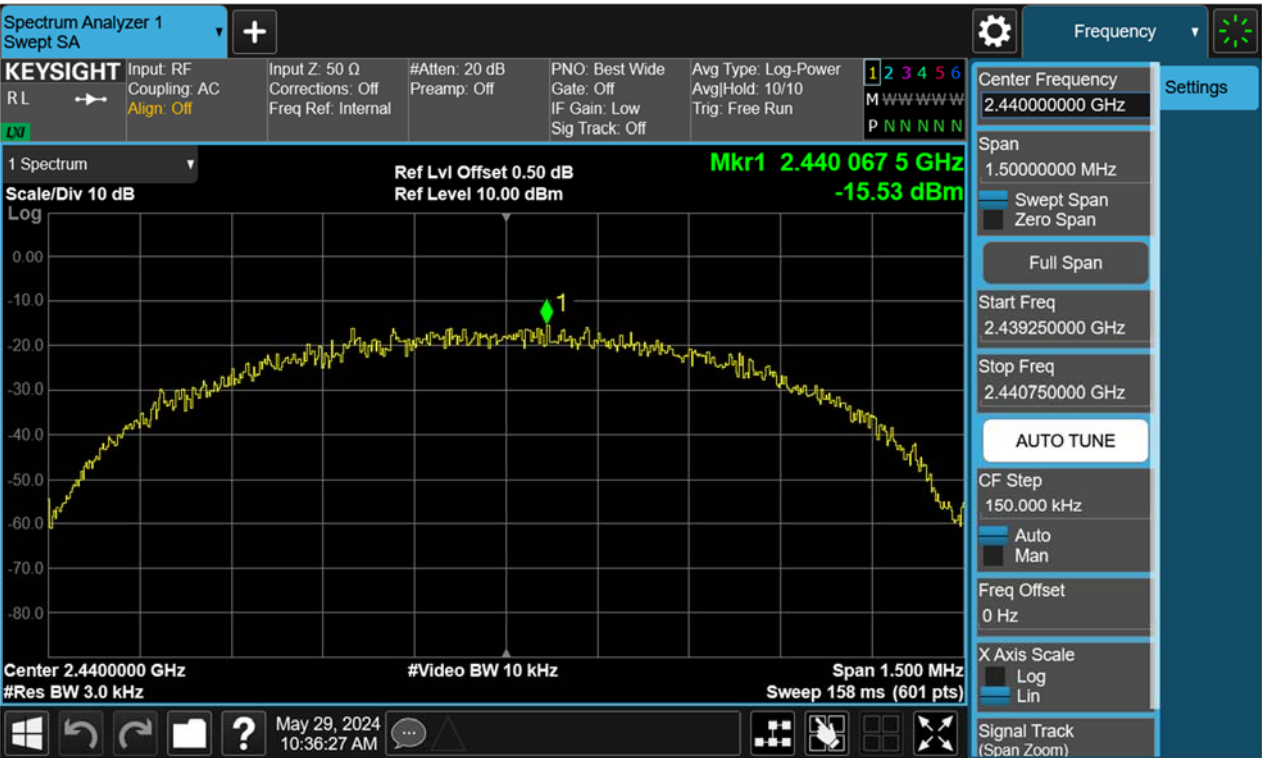 Spectrum Analyzer 1
Swept SA
Frequency
KEYSIGHT
R L
LXI
Input: RF
Coupling: AC
Align: Off
Input Z: 50 Ω
Corrections: Off
Freq Ref: Internal
#Atten: 20 dB
Preamp: Off
PNO: Best Wide
Gate: Off
IF Gain: Low
Sig Track: Off
Avg Type: Log-Power
Avg|Hold: 10/10
Trig: Free Run
1 2 3 4 5 6
M W W W W W
P N N N N N
1 Spectrum
Scale/Div 10 dB
Ref Lvl Offset 0.50 dB
Ref Level 10.00 dBm
Mkr1 2.440 067 5 GHz
-15.53 dBm
Log
0.00
-10.0
-20.0
-30.0
-40.0
-50.0
-60.0
-70.0
-80.0
1
Center 2.4400000 GHz
#Res BW 3.0 kHz
#Video BW 10 kHz
Span 1.500 MHz
Sweep 158 ms (601 pts)
Center Frequency
2.440000000 GHz
Span
1.50000000 MHz
Swept Span
Zero Span
Full Span
Start Freq
2.439250000 GHz
Stop Freq
2.440750000 GHz
AUTO TUNE
CF Step
150.000 kHz
Auto
Man
Freq Offset
0 Hz
X Axis Scale
Log
Lin
Signal Track
(Span Zoom)
Settings
?
May 29, 2024
10:36:27 AM